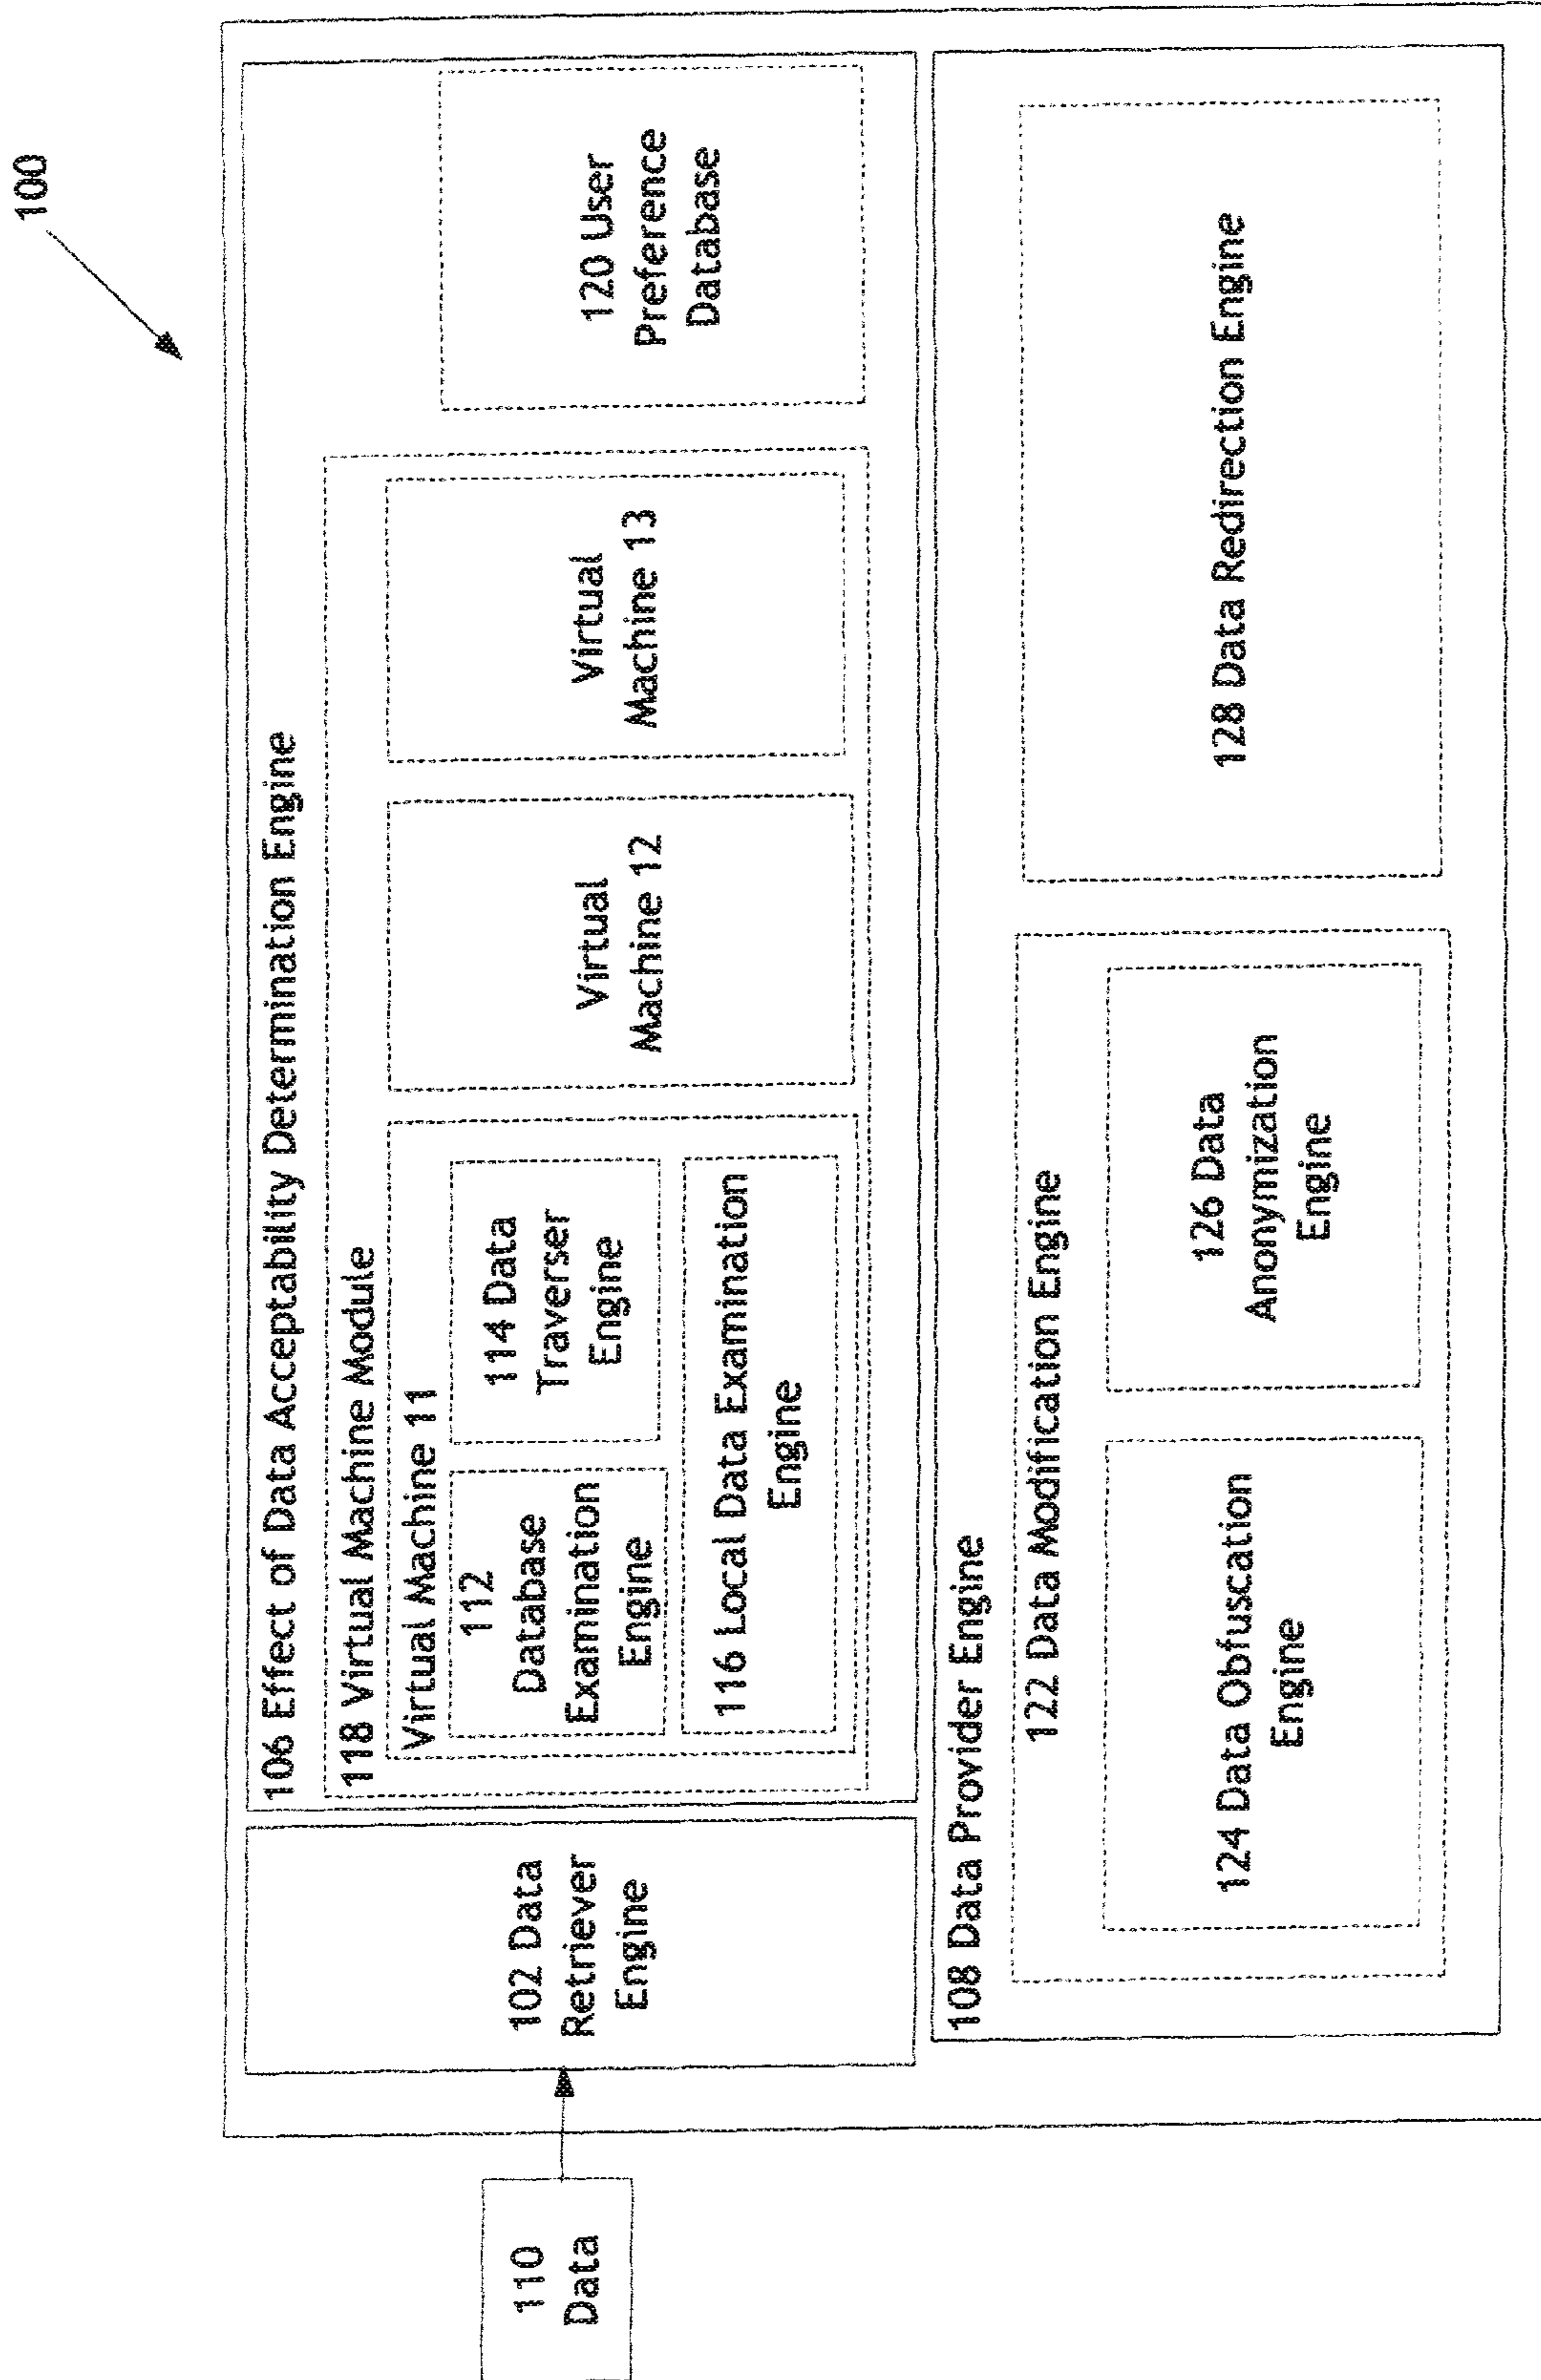 100
106 Effect of Data Acceptability Determination Engine
118 Virtual Machine Module
Virtual Machine 11
112
Database
Examination
Engine
114 Data
Traverser
Engine
116 Local Data Examination
Engine
Virtual
Machine 12
Virtual
Machine 13
120 User
Preference
Database
110
Data
102 Data
Retriever
Engine
108 Data Provider Engine
122 Data Modification Engine
124 Data Obfuscation
Engine
126 Data
Anonymization
Engine
128 Data Redirection Engine